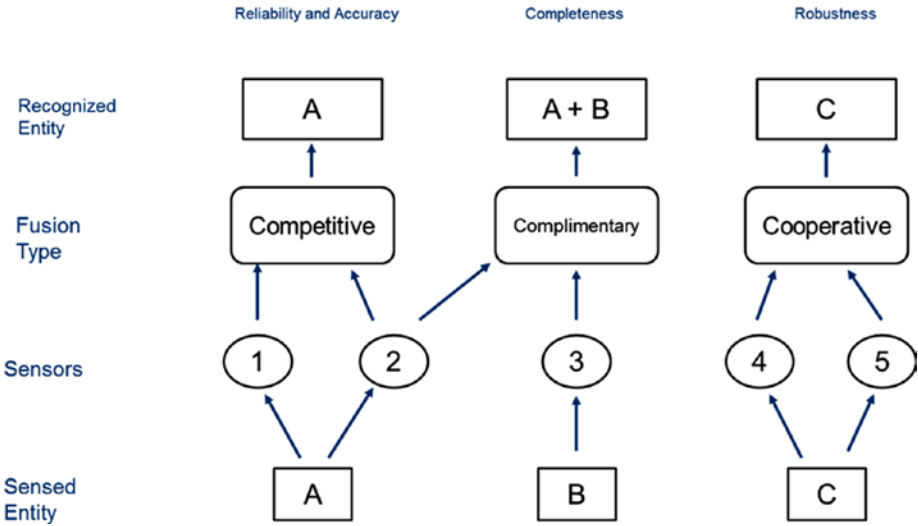 Reliability and Accuracy
Completeness
Robustness
Recognized
Entity
A
A + B
C
Fusion
Type
Competitive
Complimentary
Cooperative
Sensors
1
2
3
4
5
Sensed
Entity
A
B
C